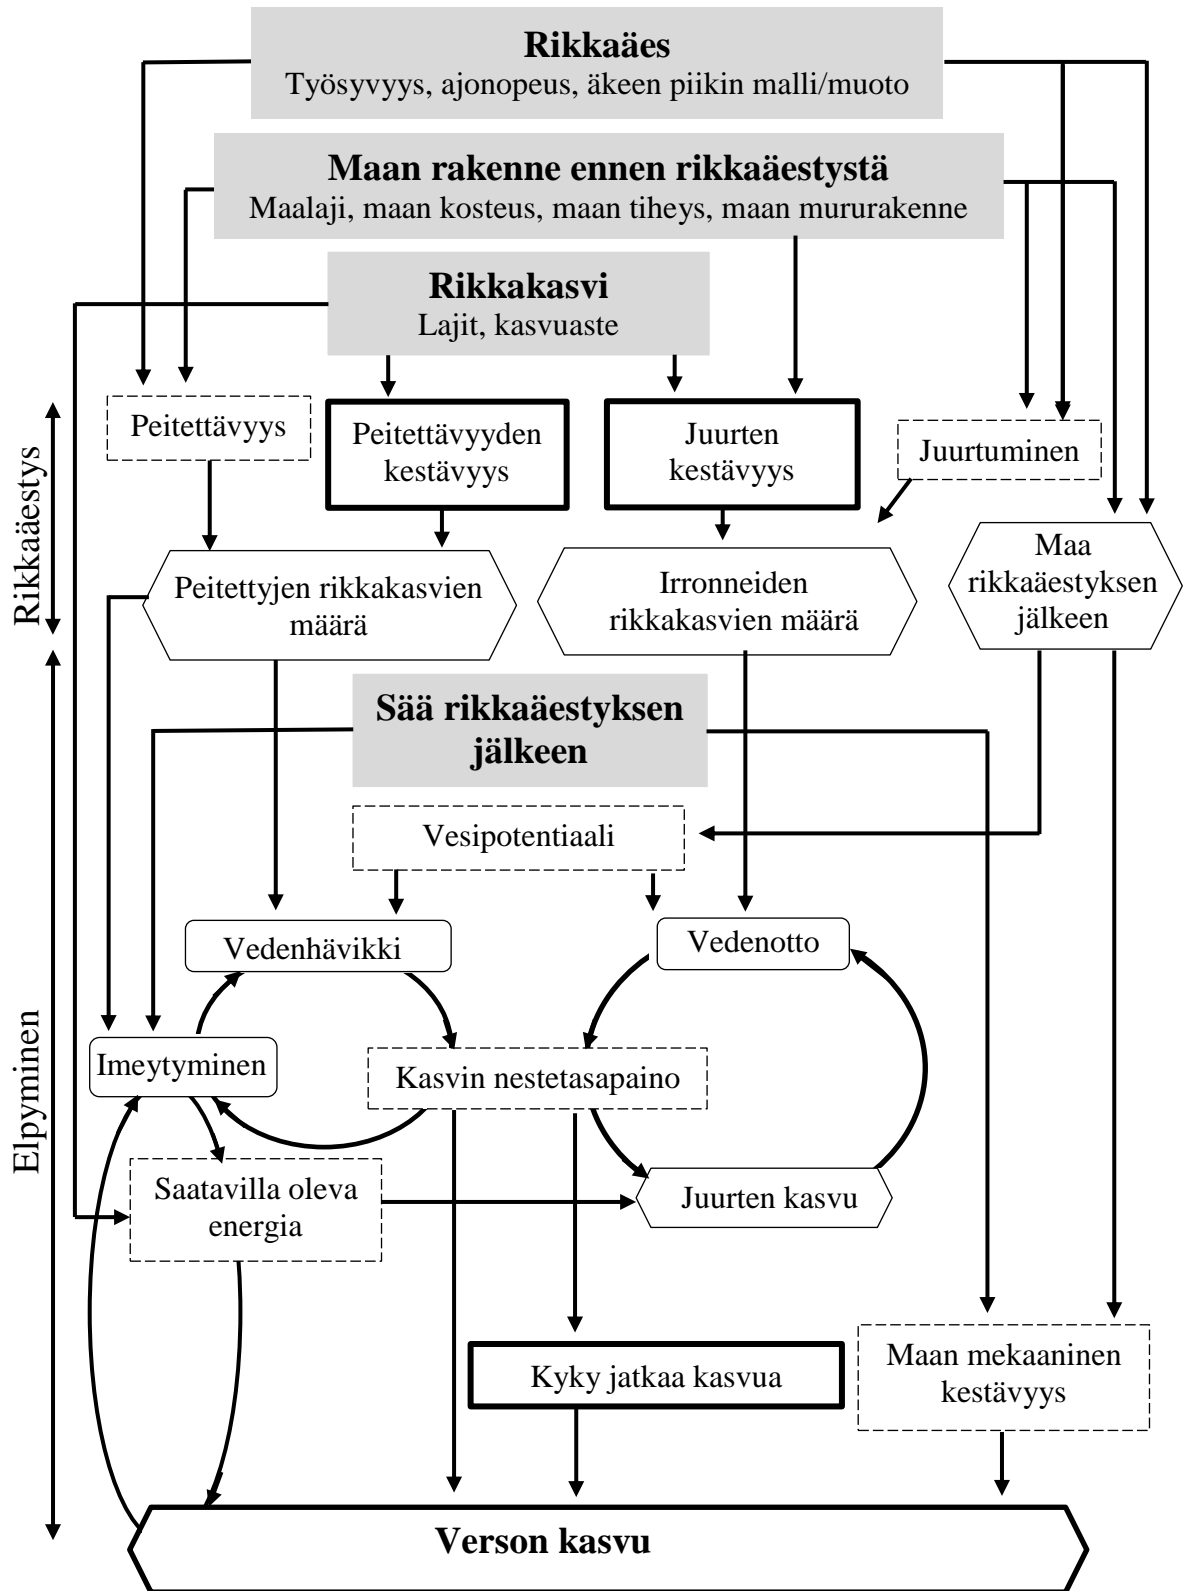 Rikkaäes
Työsyvyys, ajonopeus, äkeen piikin malli/muoto
Maan rakenne ennen rikkaäestystä
Maalaji, maan kosteus, maan tiheys, maan mururakenne
Rikkakasvi
Lajit, kasvuaste
Rikkaäestys
Peitettävyys
Peitettävyyden
kestävyys
Juurten
kestävyys
Juurtuminen
Peitettyjen rikkakasvien
määrä
Irronneiden
rikkakasvien määrä
Maa
rikkaäestyksen
jälkeen
Elpyminen
Sää rikkaäestyksen
jälkeen
Vesipotentiaali
Vedenhävikki
Vedenotto
Imeytyminen
Kasvin nestetasapaino
Saatavilla oleva
energia
Juurten kasvu
Kyky jatkaa kasvua
Maan mekaaninen
kestävyys
Verson kasvu